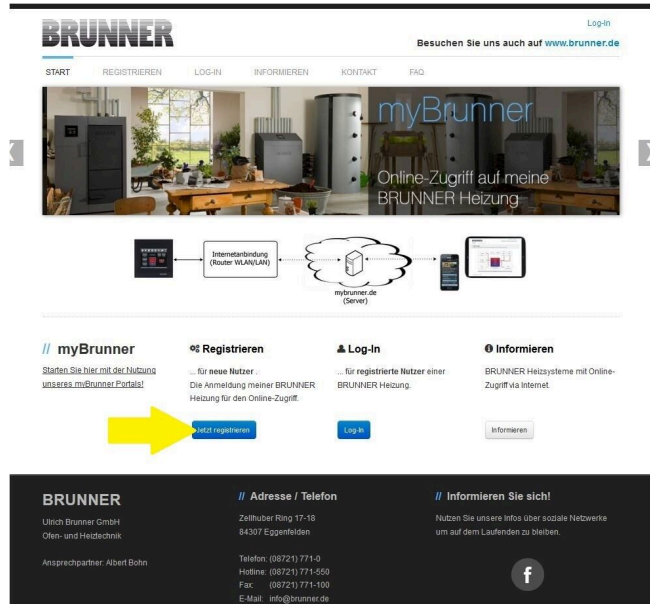 BRUNNER
Log-In
Besuchen Sie uns auch auf www.brunner.de
START REGISTRIEREN LOG-IN INFORMIEREN KONTAKT FAQ
myBrunner
Online-Zugriff auf meine
BRUNNER Heizung
Internetanbindung
(Router WLAN/LAN)
mybrunner.de
(Server)
// myBrunner
Starten Sie hier mit der Nutzung
unseres myBrunner Portals!
Registrieren
... für neue Nutzer .
Die Anmeldung meiner BRUNNER
Heizung für den Online-Zugriff.
Jetzt registrieren
Log-In
... für registrierte Nutzer einer
BRUNNER Heizung.
Log-In
Informieren
BRUNNER Heizsysteme mit Online-
Zugriff via Internet.
Informieren
BRUNNER
Ulrich Brunner GmbH
Ofen- und Heiztechnik
Ansprechpartner: Albert Bohn
// Adresse / Telefon
Zellhuber Ring 17-18
84307 Eggenfelden
Telefon: (08721) 771-0
Hotline: (08721) 771-550
Fax: (08721) 771-100
E-Mail: info@brunner.de
// Informieren Sie sich!
Nutzen Sie unsere Infos über soziale Netzwerke
um auf dem Laufenden zu bleiben.
f